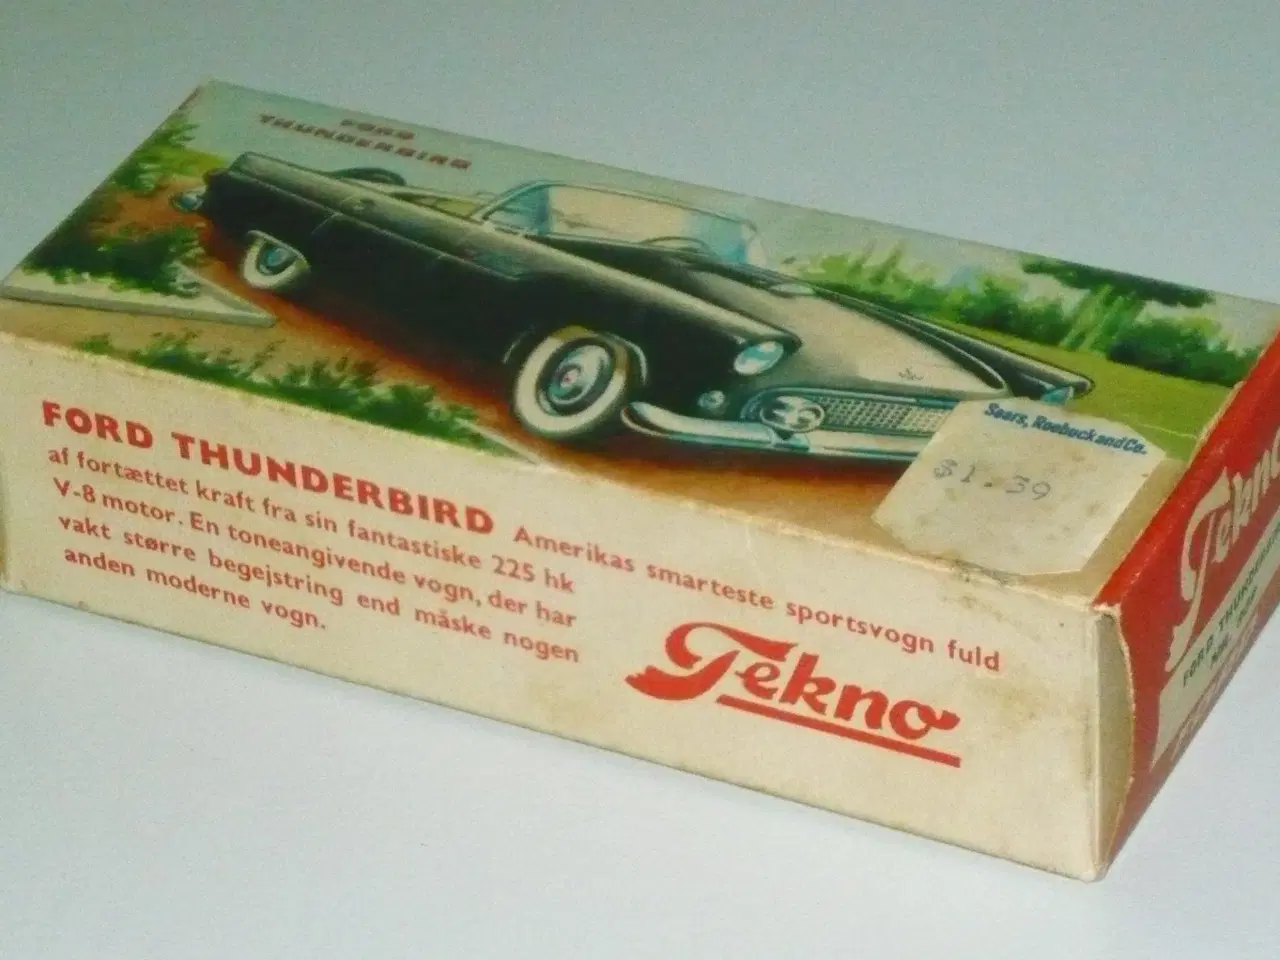 FORD
THUNDERBIRD
Sears, Roebuck and Co.
$1.39
FORD THUNDERBIRD Amerikas smarteste sportsvogn fuld
af fortættet kraft fra sin fantastiske 225 hk
V-8 motor. En toneangivende vogn, der har
vakt større begejstring end måske nogen
anden moderne vogn.
Tekno
Tekno
FORD THUNDERBIRD